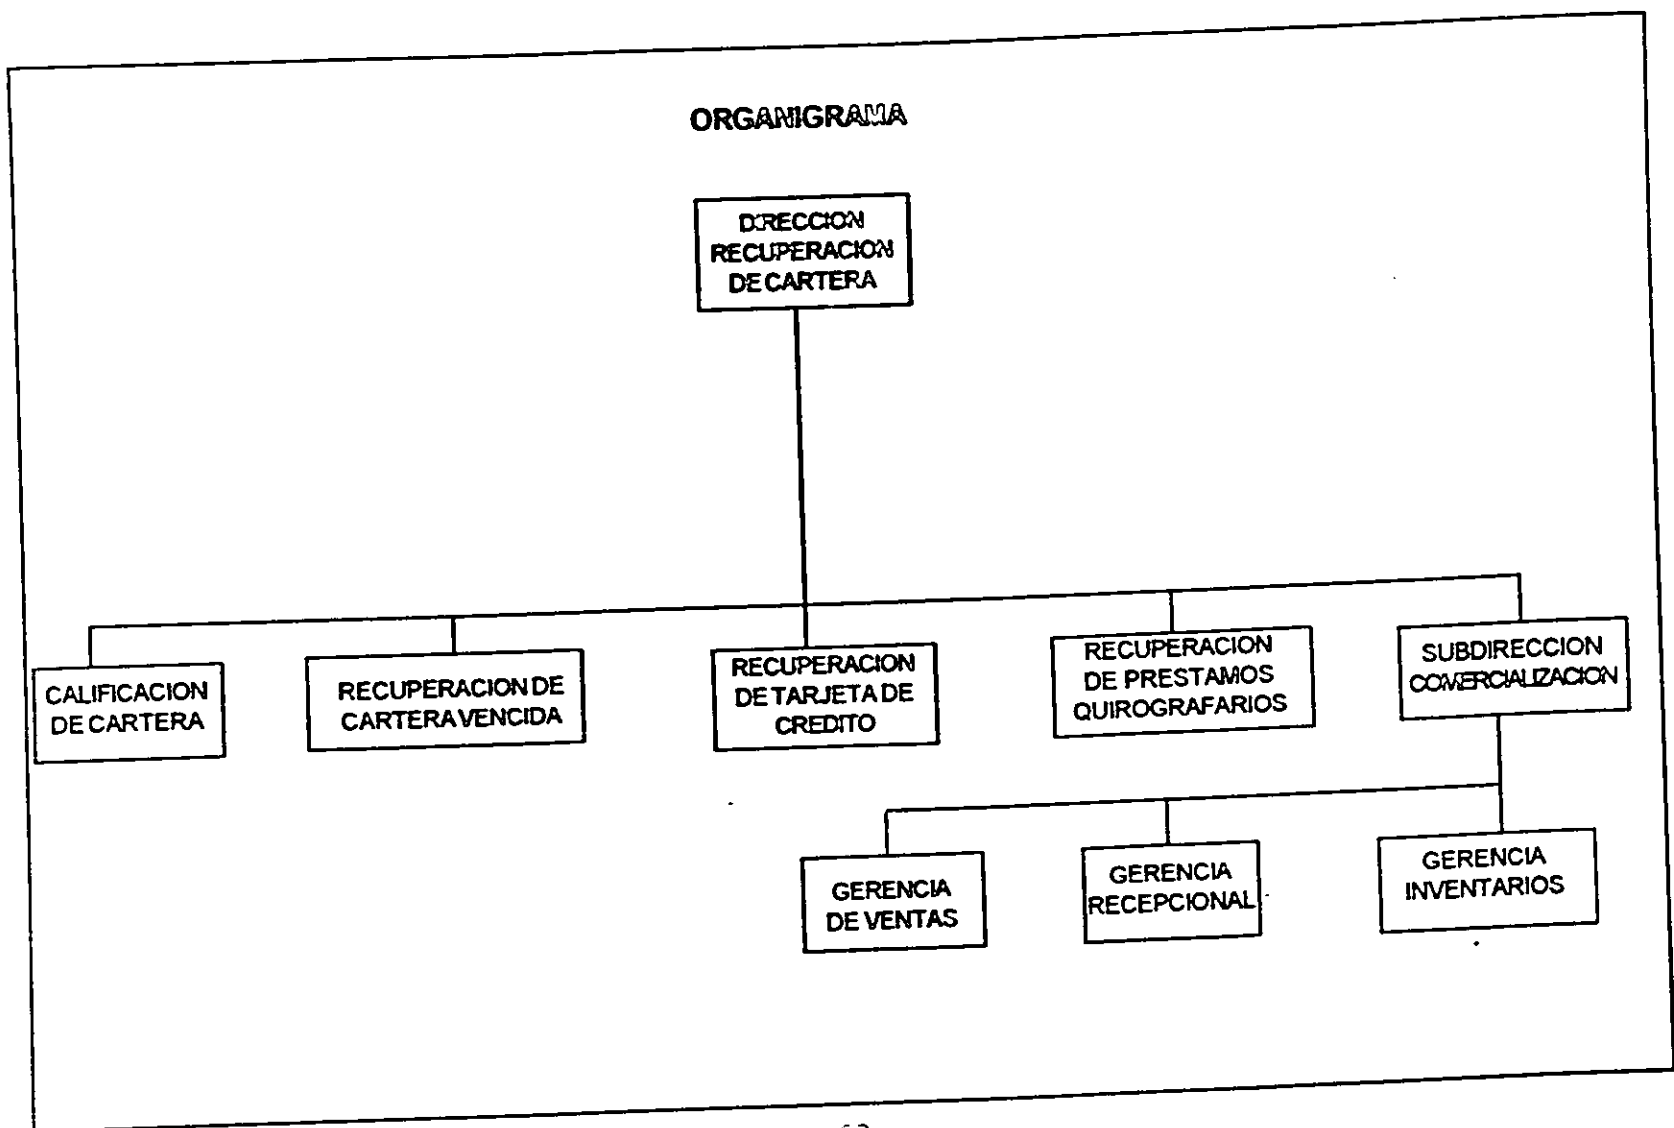 ORGANIGRAMA
DIRECCION
RECUPERACION
DE CARTERA
CALIFICACION
DE CARTERA
RECUPERACION DE
CARTERA VENCIDA
RECUPERACION
DE TARJETA DE
CREDITO
RECUPERACION
DE PRESTAMOS
QUIROGRAFARIOS
SUBDIRECCION
COMERCIALIZACION
GERENCIA
DE VENTAS
GERENCIA
RECEPCIONAL
GERENCIA
INVENTARIOS